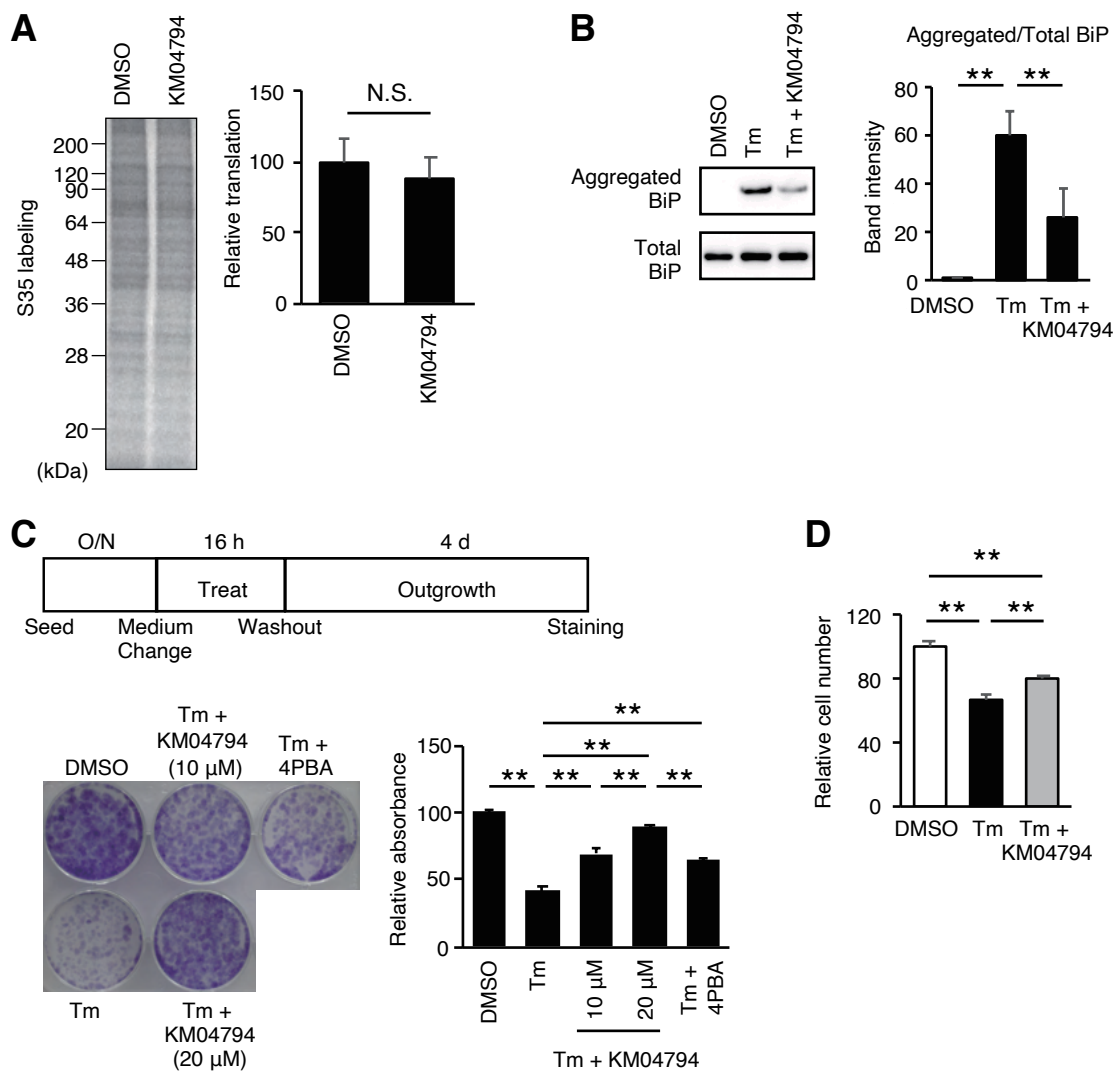 A
DMSO
KM04794
200
120
90
64
48
36
28
20
(kDa)
S35 labeling
Relative translation
150
100
50
0
N.S.
DMSO
KM04794
B
DMSO
Tm
Tm + KM04794
Aggregated
BiP
Total
BiP
Aggregated/Total BiP
Band intensity
80
60
40
20
0
** **
DMSO
Tm
Tm +
KM04794
C
O/N 16 h 4 d
Treat Outgrowth
Seed
Medium
Change
Washout
Staining
DMSO
Tm +
KM04794
(10 µM)
Tm +
4PBA
Tm
Tm +
KM04794
(20 µM)
Relative absorbance
150
100
50
0
**
**
** ** ** **
DMSO
Tm
10 µM
20 µM
Tm +
4PBA
Tm + KM04794
D
Relative cell number
120
80
40
0
**
** **
DMSO
Tm
Tm +
KM04794